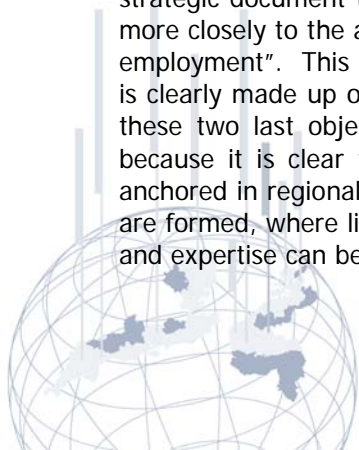 strategic document
more closely to the a
employment". This
is clearly made up o
these two last obje
because it is clear
anchored in regional
are formed, where li
and expertise can be